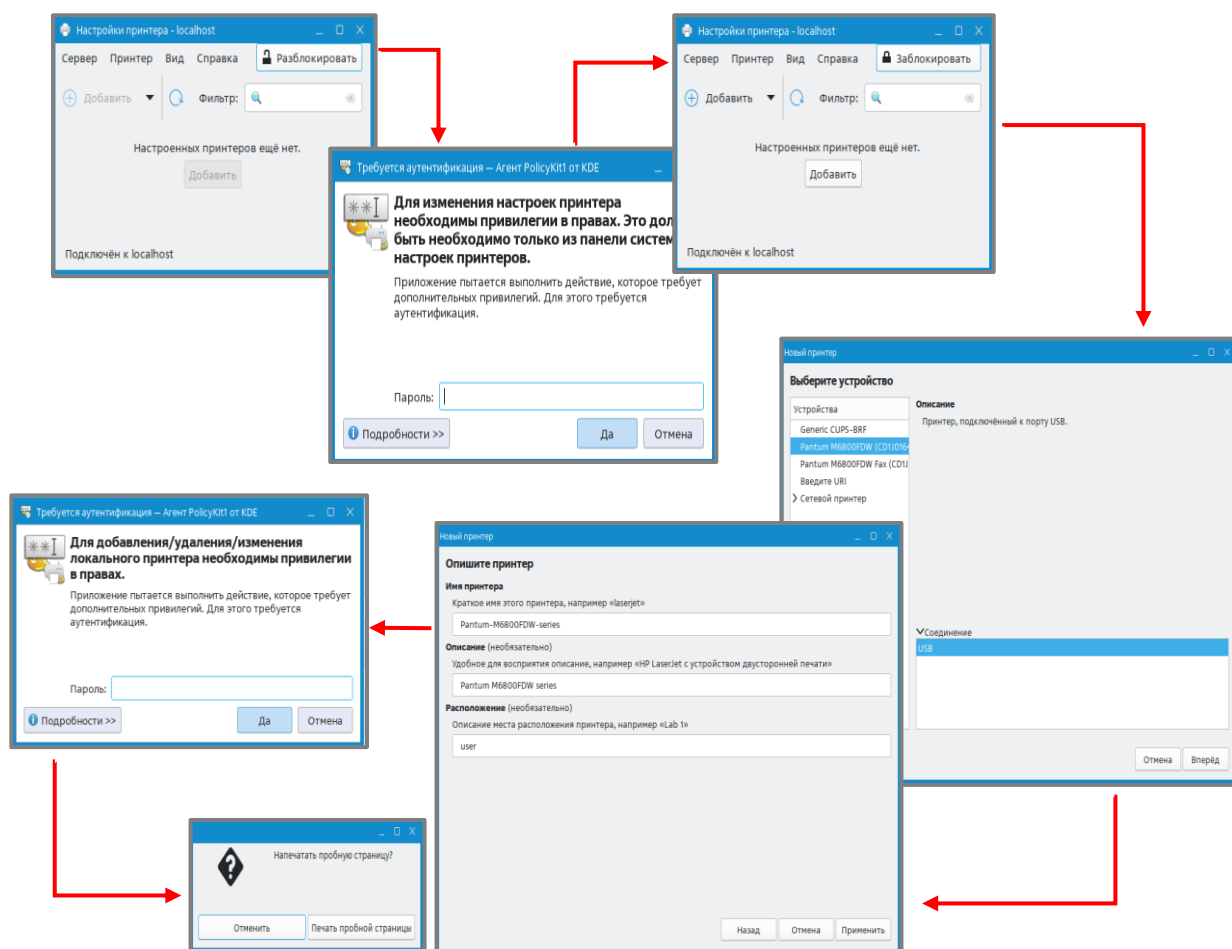 Настройки принтера - localhost
Сервер Принтер Вид Справка Разблокировать
Добавить Фильтр:
Настроенных принтеров ещё нет.
Добавить
Подключён к localhost
Требуется аутентификация — Агент PolicyKit1 от KDE
Для изменения настроек принтера
необходимы привилегии в правах. Это дол
быть необходимо только из панели систем
настроек принтеров.
Приложение пытается выполнить действие, которое требует
дополнительных привилегий. Для этого требуется
аутентификация.
Пароль:
Подробности >> Да Отмена
Настройки принтера - localhost
Сервер Принтер Вид Справка Заблокировать
Добавить Фильтр:
Настроенных принтеров ещё нет.
Добавить
Подключён к localhost
Новый принтер
Выберите устройство
Устройства
Generic CUPS-BRF
Pantum M6800FDW (CD1J016
Pantum M6800FDW Fax (CD1J
Введите URI
Сетевой принтер
Описание
Принтер, подключённый к порту USB.
Соединение
USB
Отмена Вперёд
Новый принтер
Опишите принтер
Имя принтера
Краткое имя этого принтера, например «laserjet»
Pantum-M6800FDW-series
Описание (необязательно)
Удобное для восприятия описание, например «HP LaserJet с устройством двусторонней печати»
Pantum M6800FDW series
Расположение (необязательно)
Описание места расположения принтера, например «Lab 1»
user
Назад Отмена Применить
Требуется аутентификация — Агент PolicyKit1 от KDE
Для добавления/удаления/изменения
локального принтера необходимы привилегии
в правах.
Приложение пытается выполнить действие, которое требует
дополнительных привилегий. Для этого требуется
аутентификация.
Пароль:
Подробности >> Да Отмена
Напечатать пробную страницу?
Отменить Печать пробной страницы